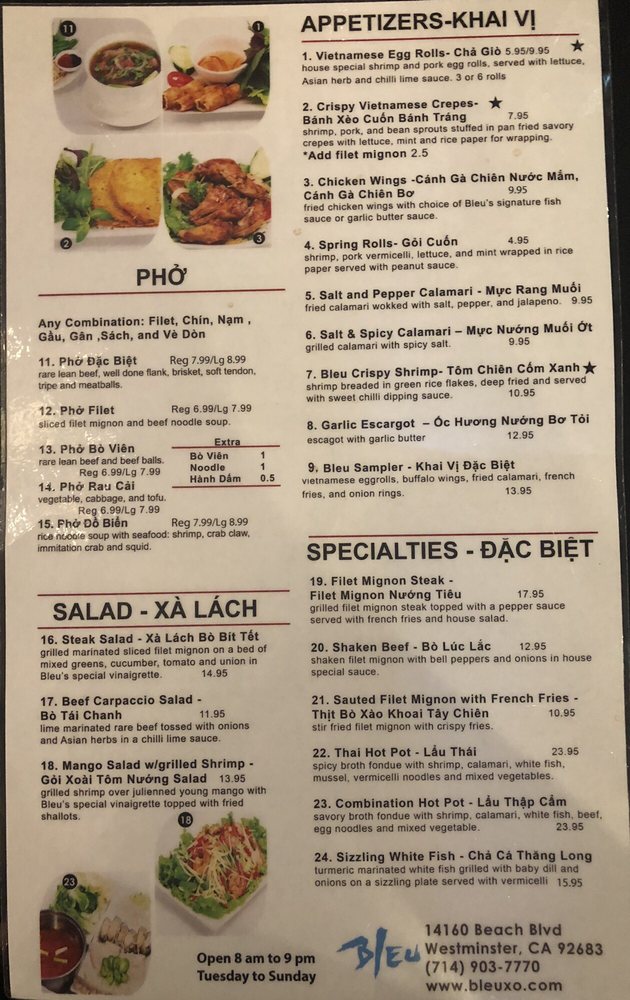 11
1
2
3
PHỞ
Any Combination: Filet, Chín, Nạm ,
Gầu, Gân ,Sách, and Vè Dòn
11. Phở Đặc Biệt Reg 7.99/Lg 8.99
rare lean beef, well done flank, brisket, soft tendon,
tripe and meatballs.
12. Phở Filet Reg 6.99/Lg 7.99
sliced filet mignon and beef noodle soup.
13. Phở Bò Viên
rare lean beef and beef balls.
Reg 6.99/Lg 7.99
14. Phở Rau Cải
vegetable, cabbage, and tofu.
Reg 6.99/Lg 7.99
Extra
Bò Viên 1
Noodle 1
Hành Dấm 0.5
15. Phở Đồ Biển Reg 7.99/Lg 8.99
rice noodle soup with seafood: shrimp, crab claw,
immitation crab and squid.
SALAD - XÀ LÁCH
16. Steak Salad - Xà Lách Bò Bít Tết
grilled marinated sliced filet mignon on a bed of
mixed greens, cucumber, tomato and union in
Bleu's special vinaigrette. 14.95
17. Beef Carpaccio Salad -
Bò Tái Chanh 11.95
lime marinated rare beef tossed with onions
and Asian herbs in a chilli lime sauce.
18. Mango Salad w/grilled Shrimp -
Gỏi Xoài Tôm Nướng Salad 13.95
grilled shrimp over julienned young mango with
Bleu's special vinaigrette topped with fried
shallots.
18
23
Open 8 am to 9 pm
Tuesday to Sunday
APPETIZERS-KHAI VỊ
1. Vietnamese Egg Rolls- Chả Giò 5.95/9.95
house special shrimp and pork egg rolls, served with lettuce,
Asian herb and chilli lime sauce. 3 or 6 rolls
2. Crispy Vietnamese Crepes-
Bánh Xèo Cuốn Bánh Tráng 7.95
shrimp, pork, and bean sprouts stuffed in pan fried savory
crepes with lettuce, mint and rice paper for wrapping.
*Add filet mignon 2.5
3. Chicken Wings -Cánh Gà Chiên Nước Mắm,
Cánh Gà Chiên Bơ 9.95
fried chicken wings with choice of Bleu's signature fish
sauce or garlic butter sauce.
4. Spring Rolls- Gỏi Cuốn 4.95
shrimp, pork vermicelli, lettuce, and mint wrapped in rice
paper served with peanut sauce.
5. Salt and Pepper Calamari - Mực Rang Muối
fried calamari wokked with salt, pepper, and jalapeno. 9.95
6. Salt & Spicy Calamari – Mực Nướng Muối Ớt
grilled calamari with spicy salt. 9.95
7. Bleu Crispy Shrimp- Tôm Chiên Cốm Xanh
shrimp breaded in green rice flakes, deep fried and served
with sweet chilli dipping sauce. 10.95
8. Garlic Escargot – Ốc Hương Nướng Bơ Tỏi
escagot with garlic butter 12.95
9. Bleu Sampler - Khai Vị Đặc Biệt
vietnamese eggrolls, buffalo wings, fried calamari, french
fries, and onion rings. 13.95
SPECIALTIES - ĐẶC BIỆT
19. Filet Mignon Steak -
Filet Mignon Nướng Tiêu 17.95
grilled filet mignon steak topped with a pepper sauce
served with french fries and house salad.
20. Shaken Beef - Bò Lúc Lắc 12.95
shaken filet mignon with bell peppers and onions in house
special sauce.
21. Sauted Filet Mignon with French Fries -
Thịt Bò Xào Khoai Tây Chiên 10.95
stir fried filet mignon with crispy fries.
22. Thai Hot Pot - Lẩu Thái 23.95
spicy broth fondue with shrimp, calamari, white fish,
mussel, vermicelli noodles and mixed vegetables.
23. Combination Hot Pot - Lẩu Thập Cẩm
savory broth fondue with shrimp, calamari, white fish, beef,
egg noodles and mixed vegetable. 23.95
24. Sizzling White Fish - Chả Cá Thăng Long
turmeric marinated white fish grilled with baby dill and
onions on a sizzling plate served with vermicelli 15.95
Bleu
14160 Beach Blvd
Westminster, CA 92683
(714) 903-7770
www.bleuxo.com